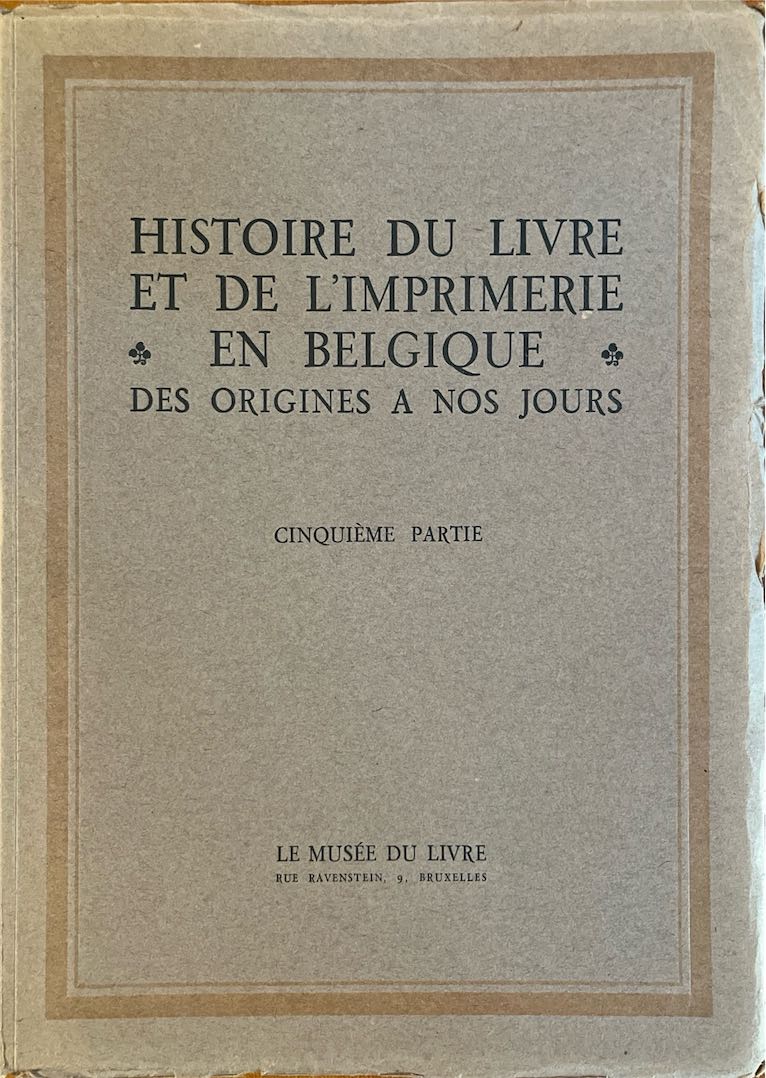 HISTOIRE DU LIVRE
ET DE L'IMPRIMERIE
EN BELGIQUE
DES ORIGINES A NOS JOURS
CINQUIÈME PARTIE
LE MUSÉE DU LIVRE
RUE RAVENSTEIN, 9, BRUXELLES